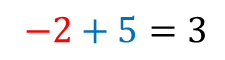 −2 + 5 = 3